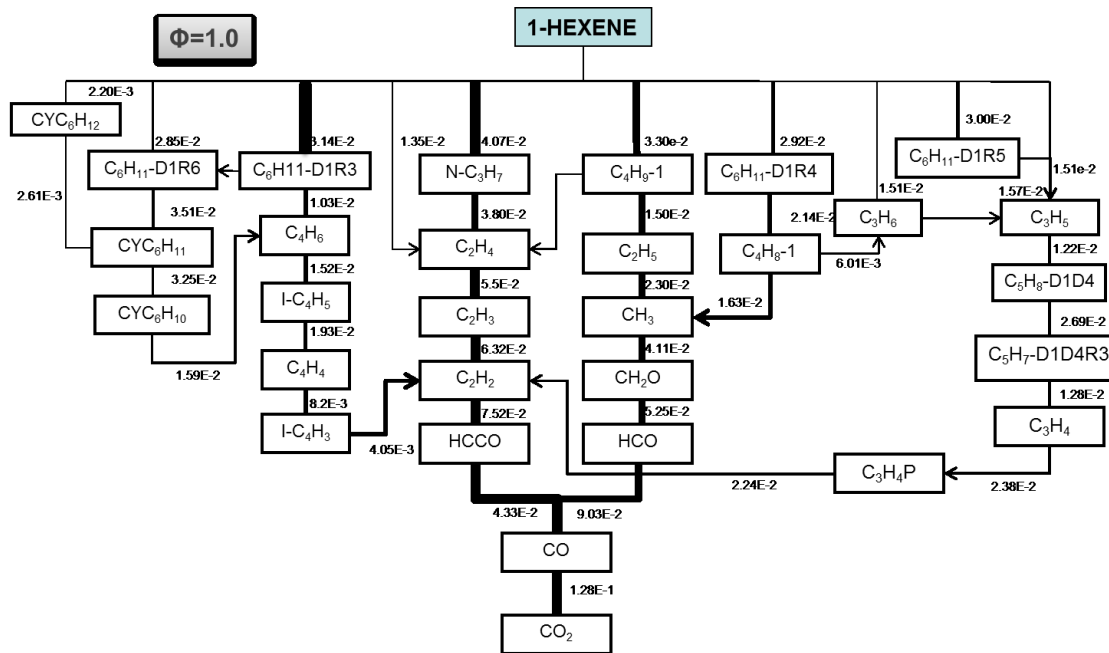 1-HEXENE
Φ=1.0
2.20E-3
CYC₆H₁₂
2.85E-2
3.14E-2
1.35E-2
4.07E-2
3.30e-2
2.92E-2
3.00E-2
C₆H₁₁-D1R6
C₆H11-D1R3
N-C₃H₇
C₄H₉-1
C₆H₁₁-D1R4
C₆H₁₁-D1R5
1.51E-2
1.51e-2
1.57E-2
2.61E-3
3.51E-2
1.03E-2
3.80E-2
1.50E-2
2.14E-2
C₃H₆
C₃H₅
CYC₆H₁₁
C₄H₆
C₂H₄
C₂H₅
C₄H₈-1
6.01E-3
1.22E-2
3.25E-2
1.52E-2
5.5E-2
2.30E-2
1.63E-2
C₅H₈-D1D4
CYC₆H₁₀
I-C₄H₅
C₂H₃
CH₃
2.69E-2
1.59E-2
1.93E-2
6.32E-2
4.11E-2
C₅H₇-D1D4R3
C₄H₄
C₂H₂
CH₂O
1.28E-2
8.2E-3
7.52E-2
5.25E-2
C₃H₄
I-C₄H₃
4.05E-3
HCCO
HCO
C₃H₄P
2.24E-2
2.38E-2
4.33E-2
9.03E-2
CO
1.28E-1
CO₂